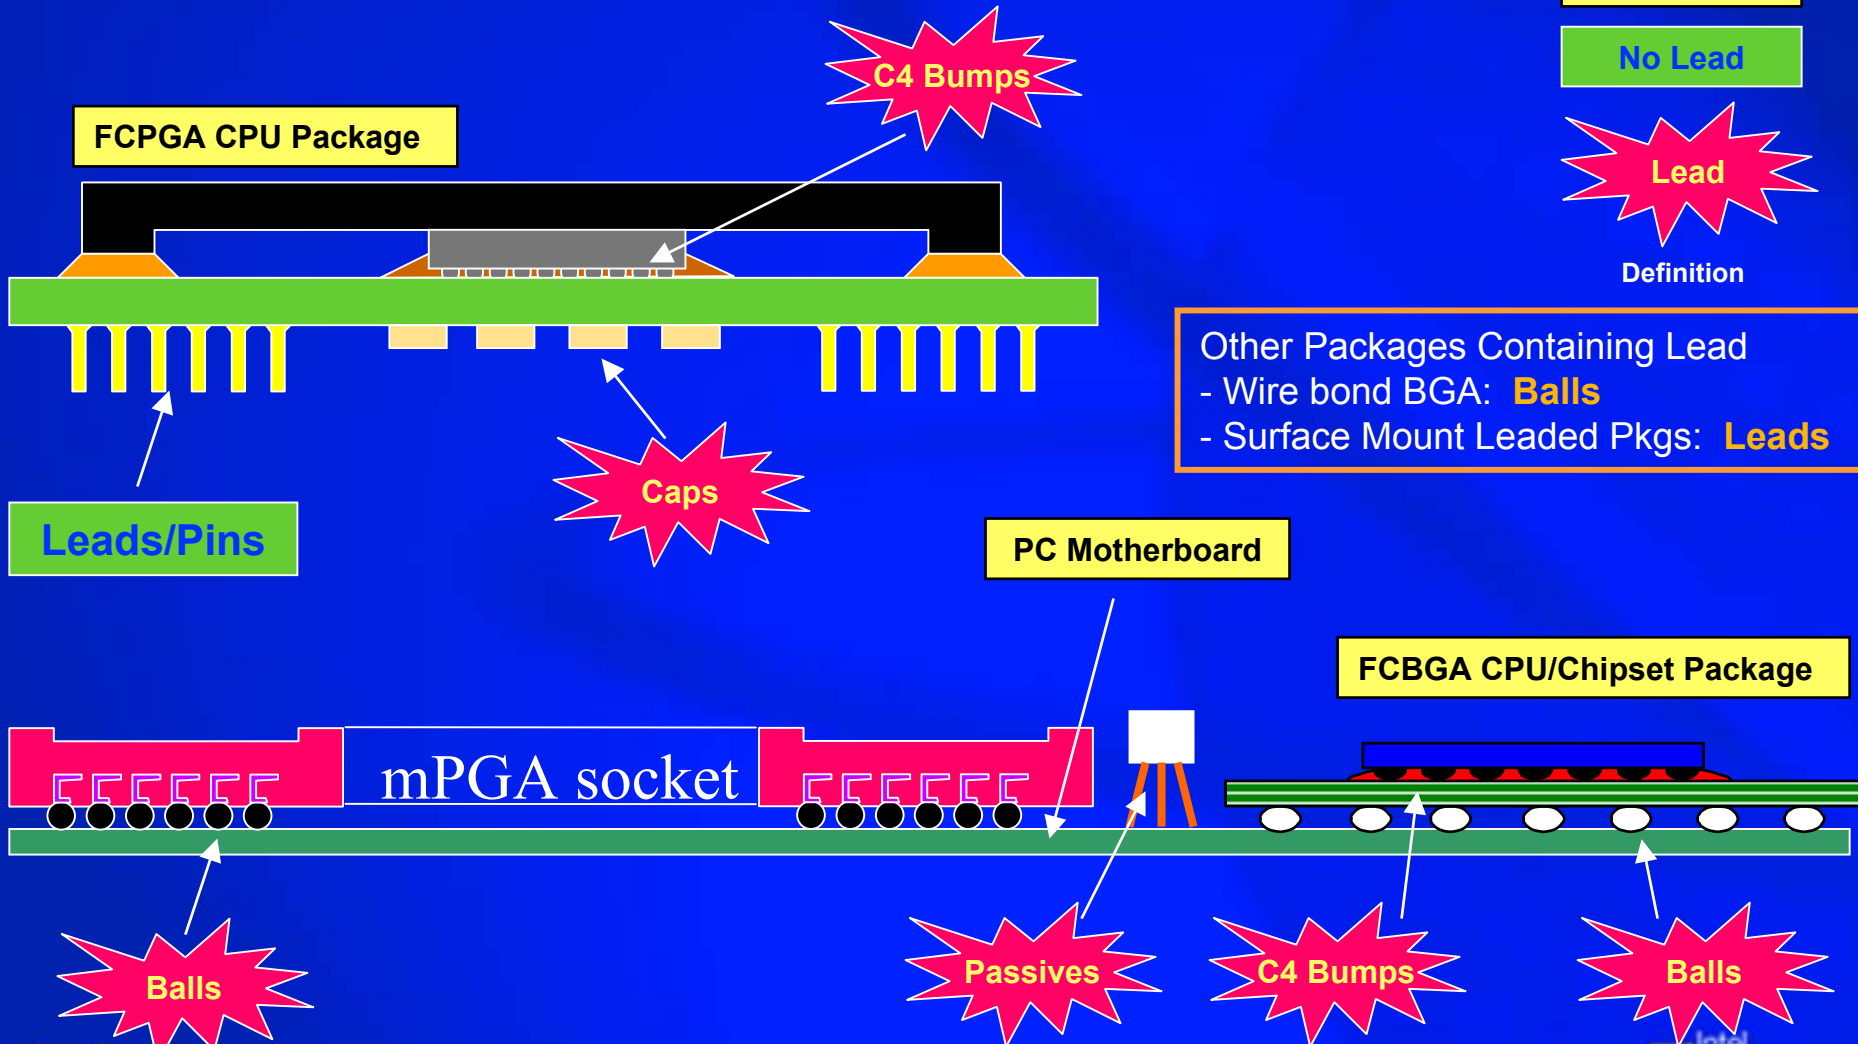 C4 Bumps
No Lead
FCPGA CPU Package
Lead
Definition
Other Packages Containing Lead
- Wire bond BGA: Balls
- Surface Mount Leaded Pkgs: Leads
Caps
Leads/Pins
PC Motherboard
FCBGA CPU/Chipset Package
mPGA socket
Balls
Passives
C4 Bumps
Balls
Intel